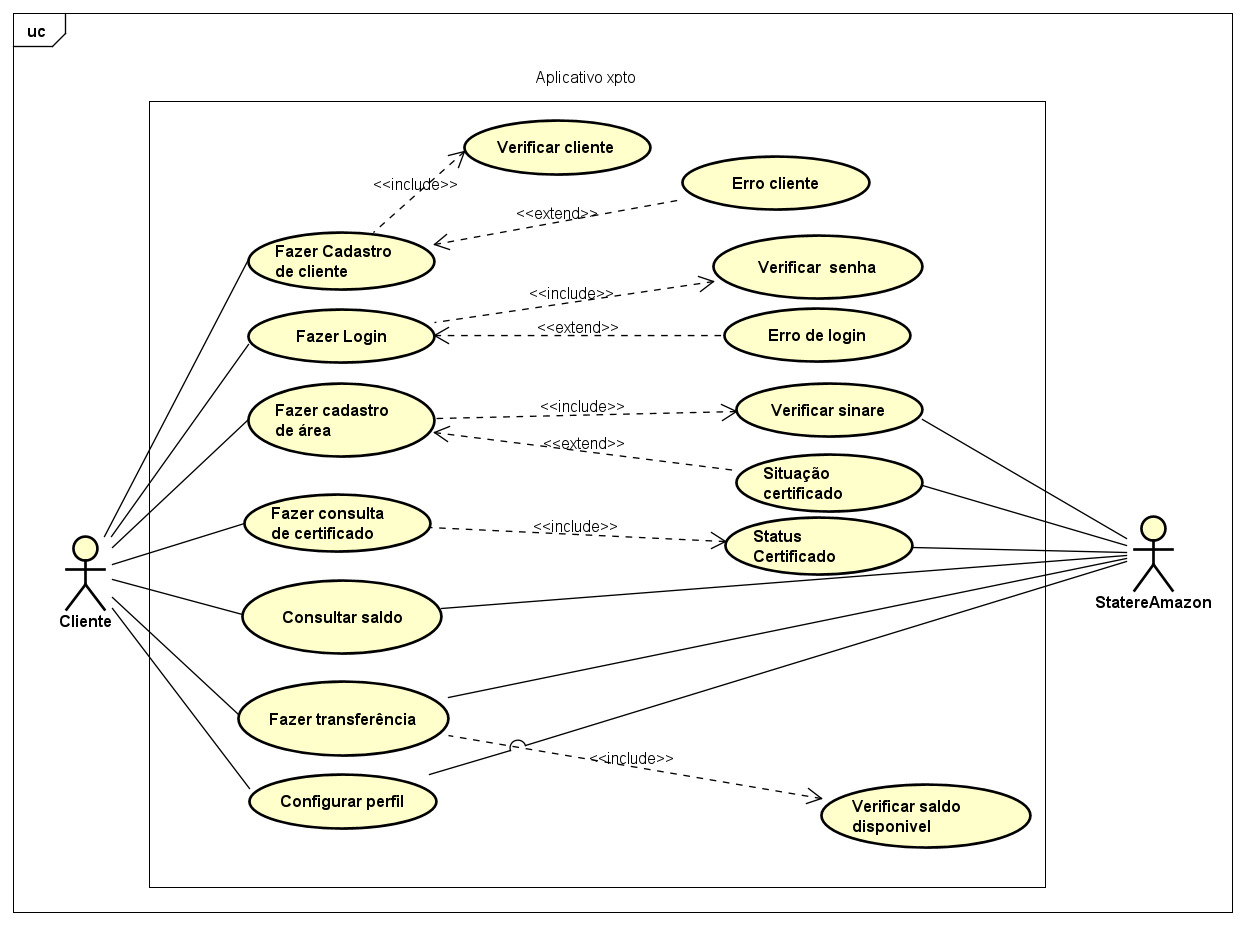 uc
Aplicativo xpto
Verificar cliente
<<include>>
Erro cliente
<<extend>>
Fazer Cadastro
de cliente
Verificar senha
<<include>>
Fazer Login
<<extend>>
Erro de login
Fazer cadastro
de área
<<include>>
Verificar sinare
<<extend>>
Situação
certificado
Fazer consulta
de certificado
<<include>>
Status
Certificado
Cliente
StatereAmazon
Consultar saldo
Fazer transferência
<<include>>
Configurar perfil
Verificar saldo
disponivel